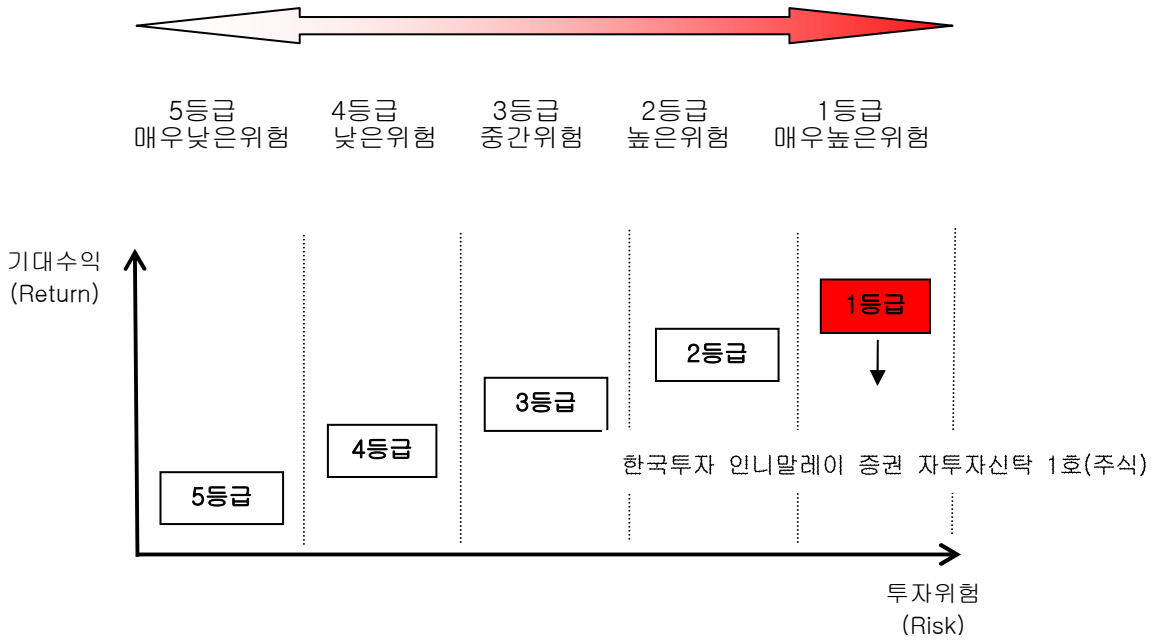 5등급 4등급 3등급 2등급 1등급
매우낮은위험 낮은위험 중간위험 높은위험 매우높은위험
기대수익
(Return)
1등급
2등급
3등급
4등급
한국투자 인니말레이 증권 자투자신탁 1호(주식)
5등급
투자위험
(Risk)